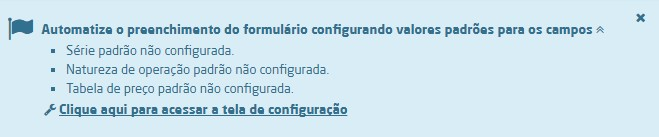 Automatize o preenchimento do formulário configurando valores padrões para os campos
Série padrão não configurada.
Natureza de operação padrão não configurada.
Tabela de preço padrão não configurada.
Clique aqui para acessar a tela de configuração